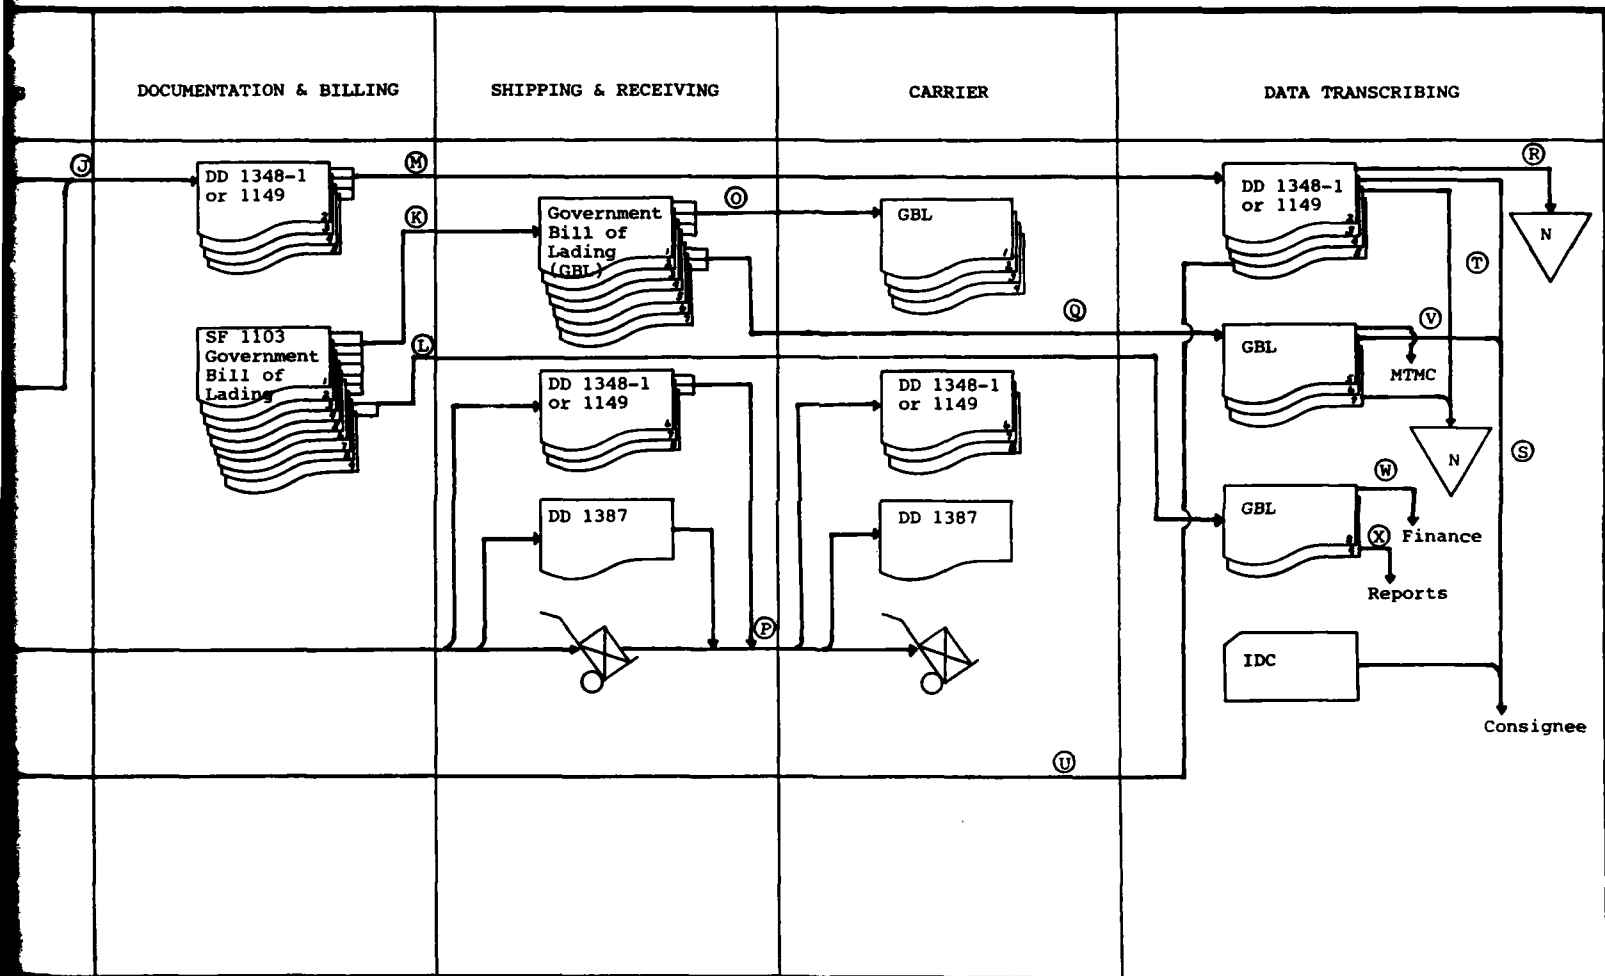 DOCUMENTATION & BILLING
SHIPPING & RECEIVING
CARRIER
DATA TRANSCRIBING
J
DD 1348-1
or 1149
M
K
SF 1103
Government
Bill of
Lading
L
Government
Bill of
Lading
(GBL)
O
Q
DD 1348-1
or 1149
DD 1387
P
GBL
DD 1348-1
or 1149
DD 1387
U
DD 1348-1
or 1149
R
N
T
GBL
V
MTMC
N
S
GBL
W
X
Finance
Reports
IDC
Consignee